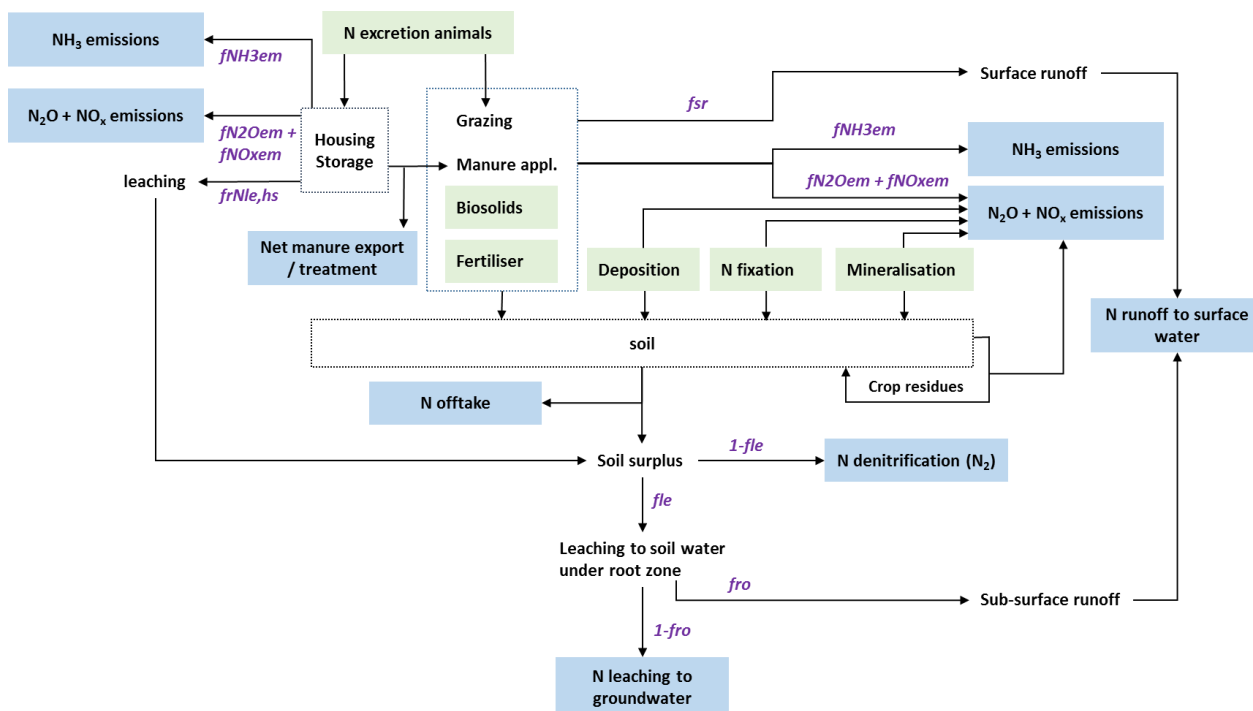 NH₃ emissions
fNH3em
N excretion animals
N₂O + NOₓ emissions
fN2Oem +
fNOxem
Housing
Storage
leaching
frNle,hs
Net manure export
/ treatment
Grazing
Manure appl.
Biosolids
Fertiliser
fsr
Surface runoff
fNH3em
NH₃ emissions
fN2Oem + fNOxem
N₂O + NOₓ emissions
Deposition
N fixation
Mineralisation
N runoff to surface
water
soil
Crop residues
N offtake
Soil surplus
1-fle
N denitrification (N₂)
fle
Leaching to soil water
under root zone
fro
Sub-surface runoff
1-fro
N leaching to
groundwater